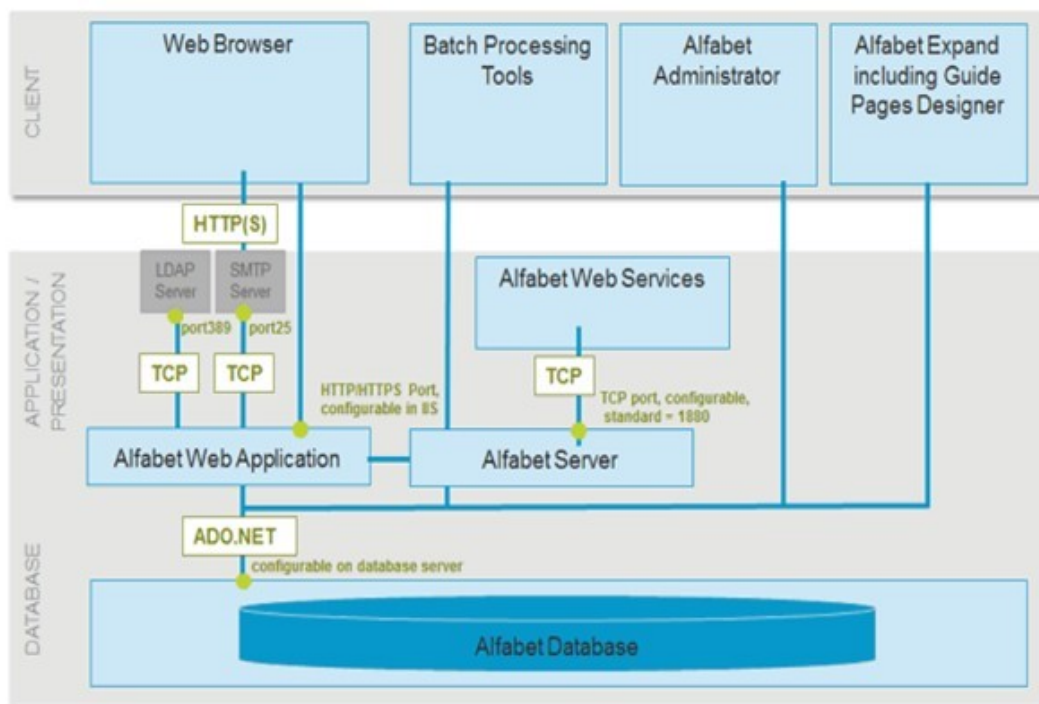 CLIENT
Web Browser
Batch Processing
Tools
Alfabet
Administrator
Alfabet Expand
including Guide
Pages Designer
HTTP(S)
APPLICATION /
PRESENTATION
LDAP
Server
SMTP
Server
port389
port25
TCP
TCP
HTTP/HTTPS Port,
configurable in IIS
Alfabet Web Services
TCP
TCP port, configurable,
standard = 1880
Alfabet Web Application
Alfabet Server
ADO.NET
configurable on database server
DATABASE
Alfabet Database